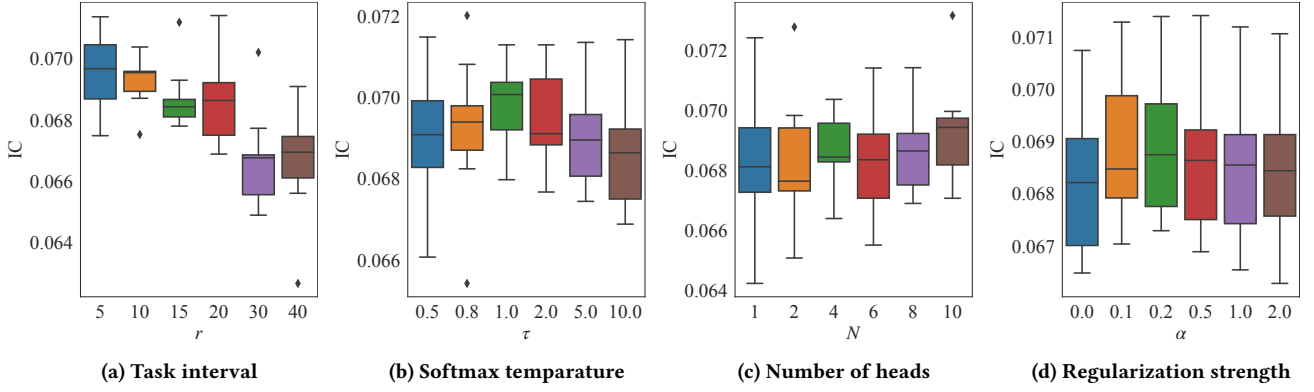 IC
0.070
0.068
0.066
0.064
5 10 15 20 30 40
r
(a) Task interval
IC
0.072
0.070
0.068
0.066
0.5 0.8 1.0 2.0 5.0 10.0
τ
(b) Softmax temparature
IC
0.072
0.070
0.068
0.066
0.064
1 2 4 6 8 10
N
(c) Number of heads
IC
0.071
0.070
0.069
0.068
0.067
0.0 0.1 0.2 0.5 1.0 2.0
α
(d) Regularization strength